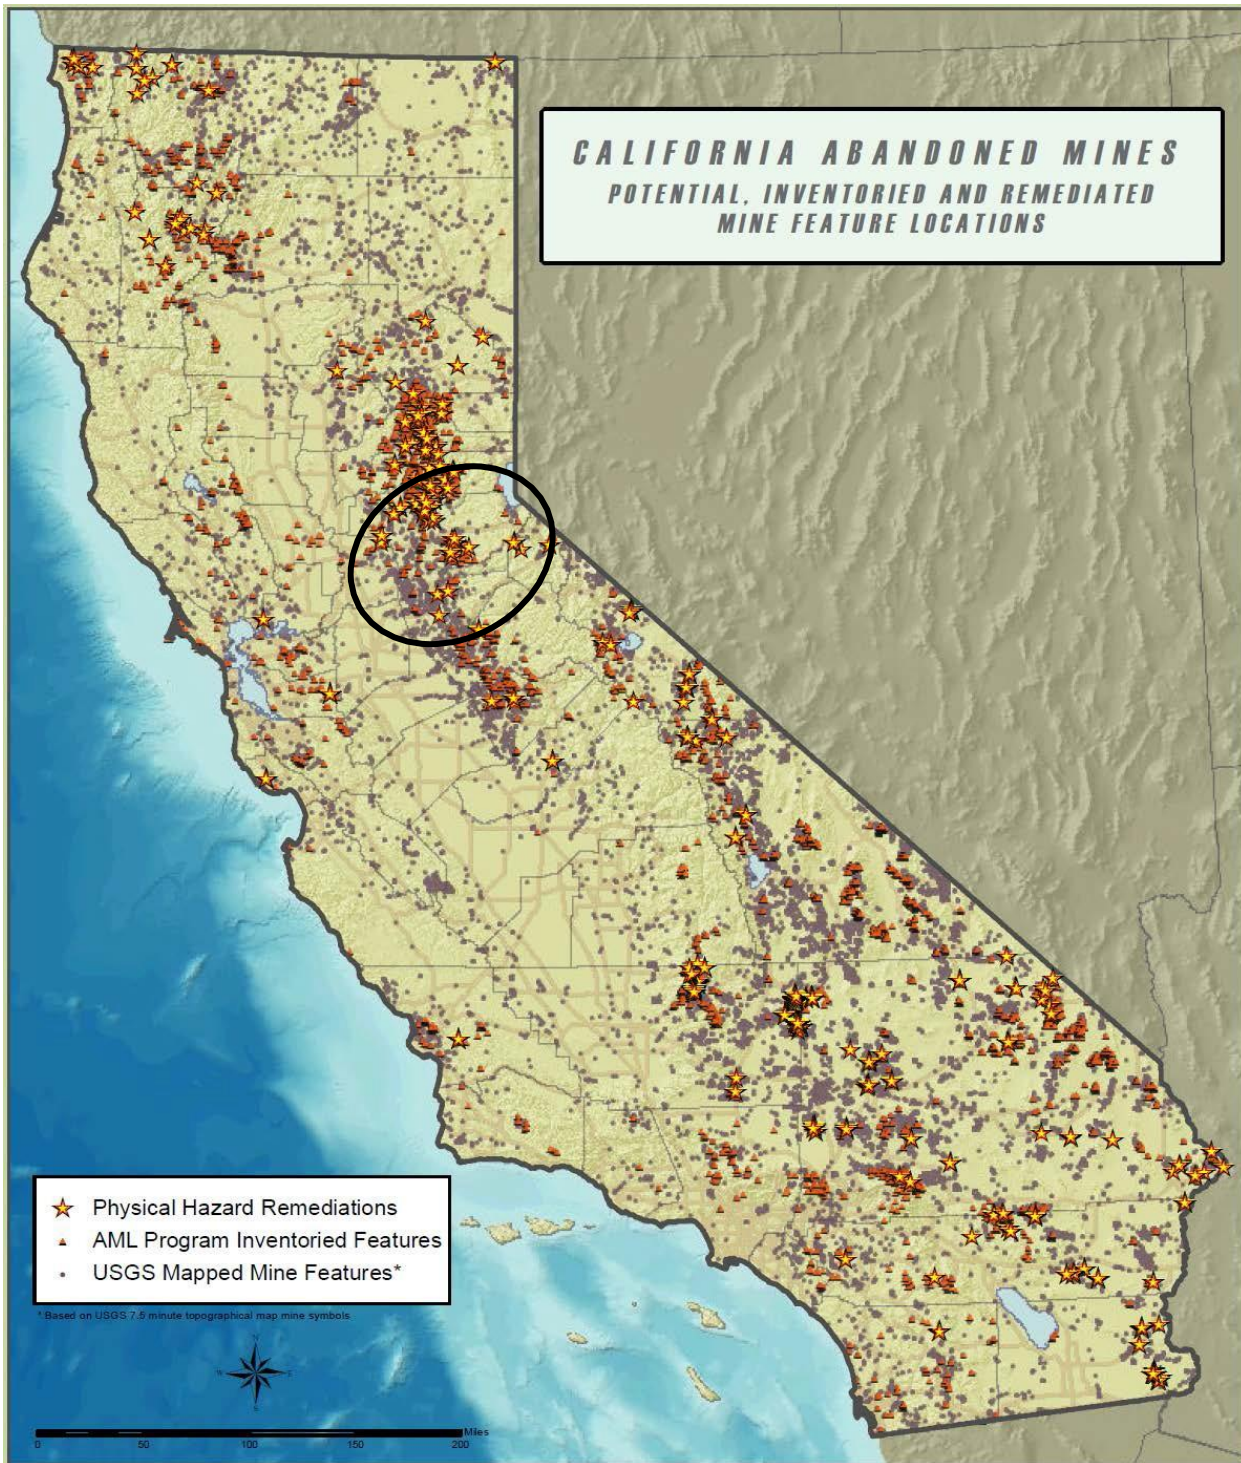 CALIFORNIA ABANDONED MINES
POTENTIAL, INVENTORIED AND REMEDIATED
MINE FEATURE LOCATIONS
Physical Hazard Remediations
AML Program Inventoried Features
USGS Mapped Mine Features*
* Based on USGS 7.5 minute topographical map mine symbols
N
W
S
Miles
0 50 100 150 200